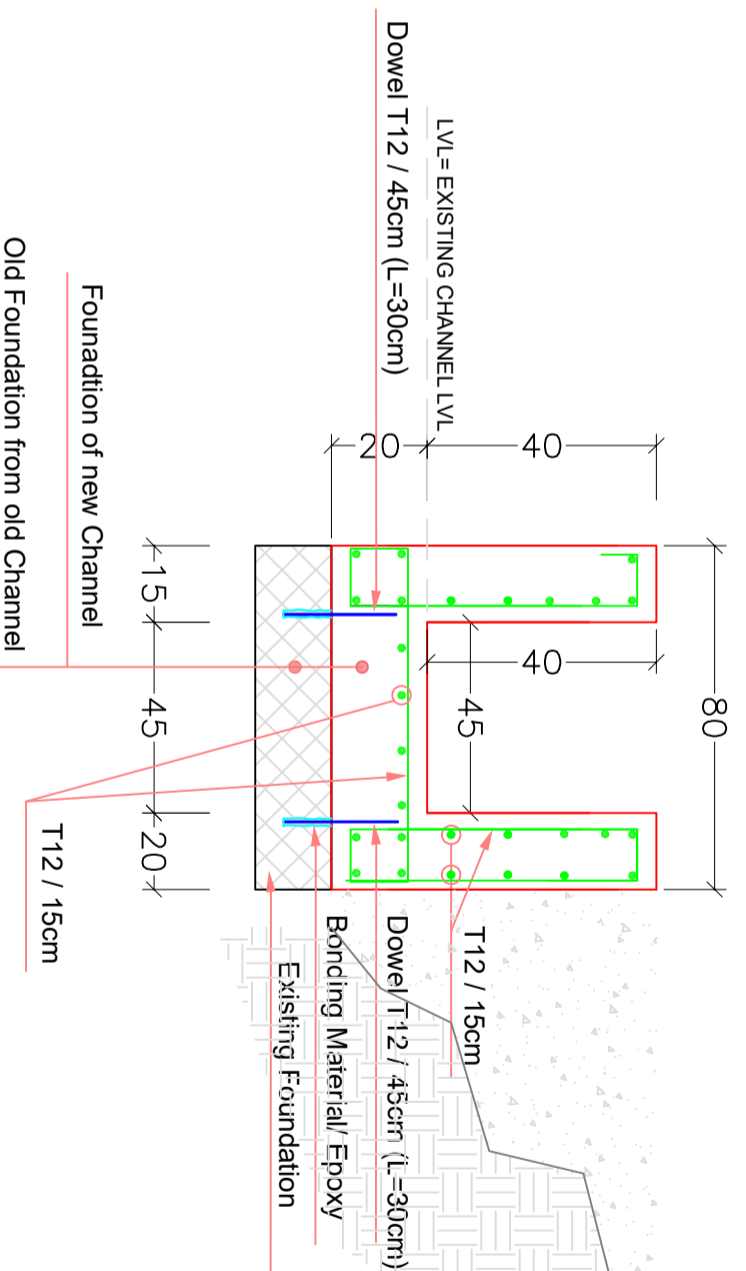 Dowel T12 / 45cm (L=30cm)
LVL= EXISTING CHANNEL LVL
20
40
80
15
45
20
40
45
Founadtion of new Channel
Old Foundation from old Channel
T12 / 15cm
T12 / 15cm
Dowel T12 / 45cm (L=30cm)
Bonding Material/ Epoxy
Existing Foundation